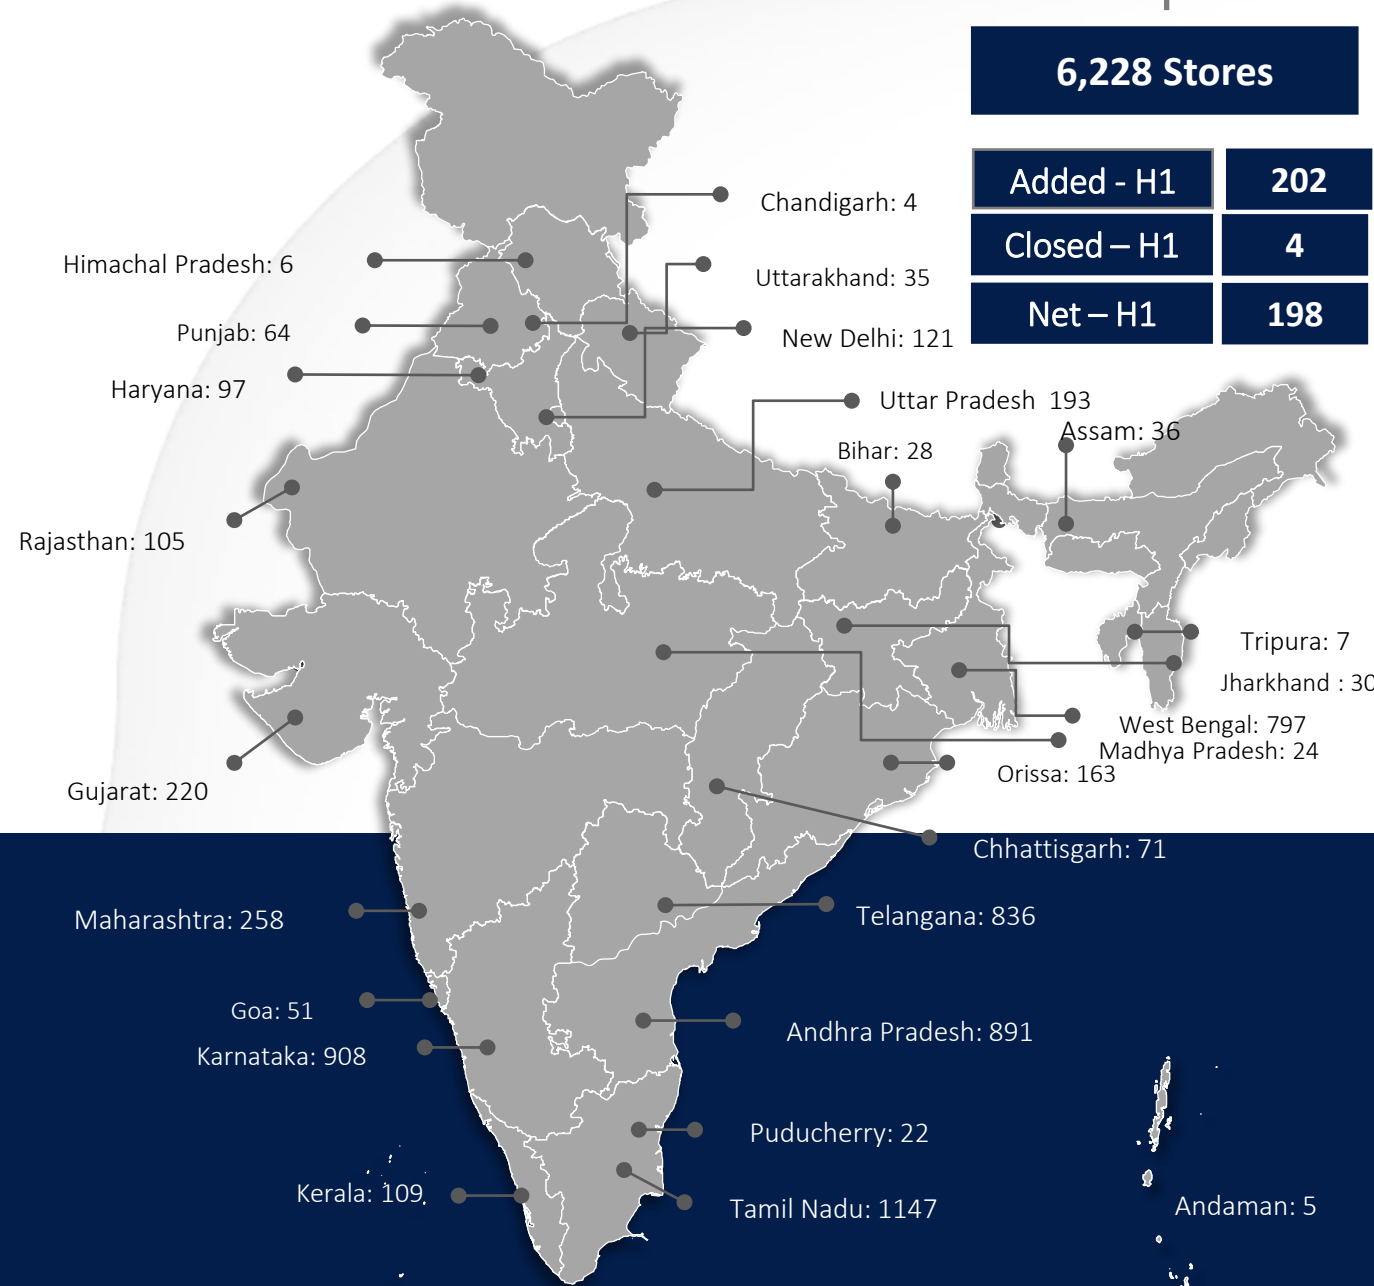 6,228 Stores
Added - H1 202
Closed – H1 4
Net – H1 198
Chandigarh: 4
Himachal Pradesh: 6
Uttarakhand: 35
Punjab: 64
New Delhi: 121
Haryana: 97
Uttar Pradesh 193
Assam: 36
Bihar: 28
Rajasthan: 105
Tripura: 7
Jharkhand : 30
West Bengal: 797
Madhya Pradesh: 24
Orissa: 163
Gujarat: 220
Chhattisgarh: 71
Maharashtra: 258
Telangana: 836
Goa: 51
Andhra Pradesh: 891
Karnataka: 908
Puducherry: 22
Kerala: 109
Tamil Nadu: 1147
Andaman: 5